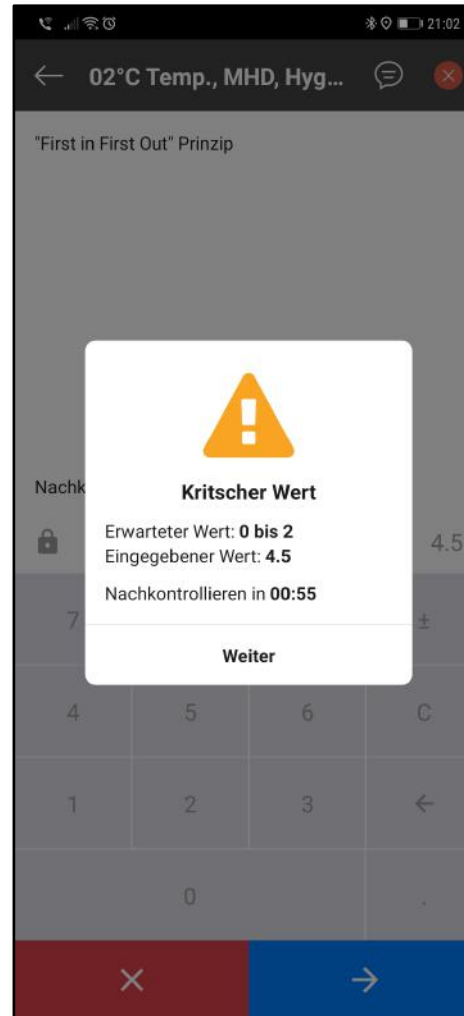 21:02
02°C Temp., MHD, Hyg...
"First in First Out" Prinzip
Nachk
Kritscher Wert
Erwarteter Wert: 0 bis 2
Eingegebener Wert: 4.5
4.5
Nachkontrollieren in 00:55
7
±
Weiter
4 5 6 C
1 2 3 ←
0 .